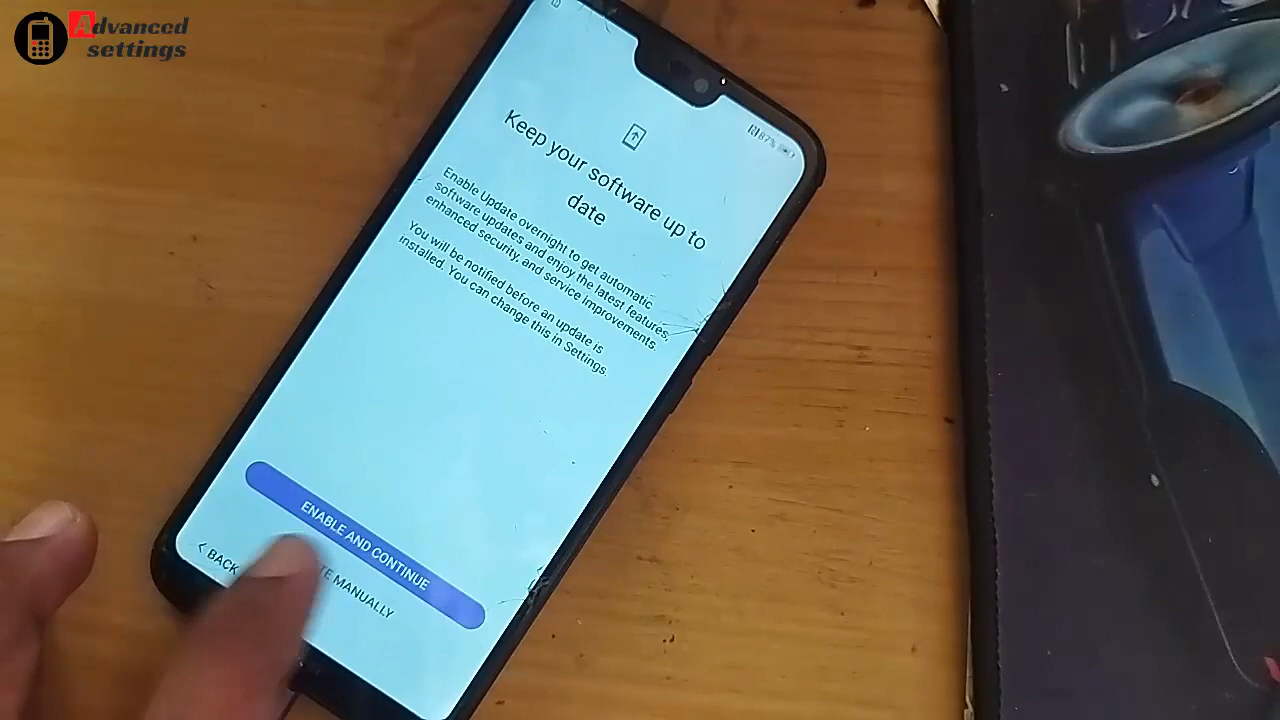 Advanced
settings
87%
Keep your software up to
date
Enable Update overnight to get automatic
software updates and enjoy the latest features,
enhanced security, and service improvements.
You will be notified before an update is
installed. You can change this in Settings.
ENABLE AND CONTINUE
TE MANUALLY
< BACK